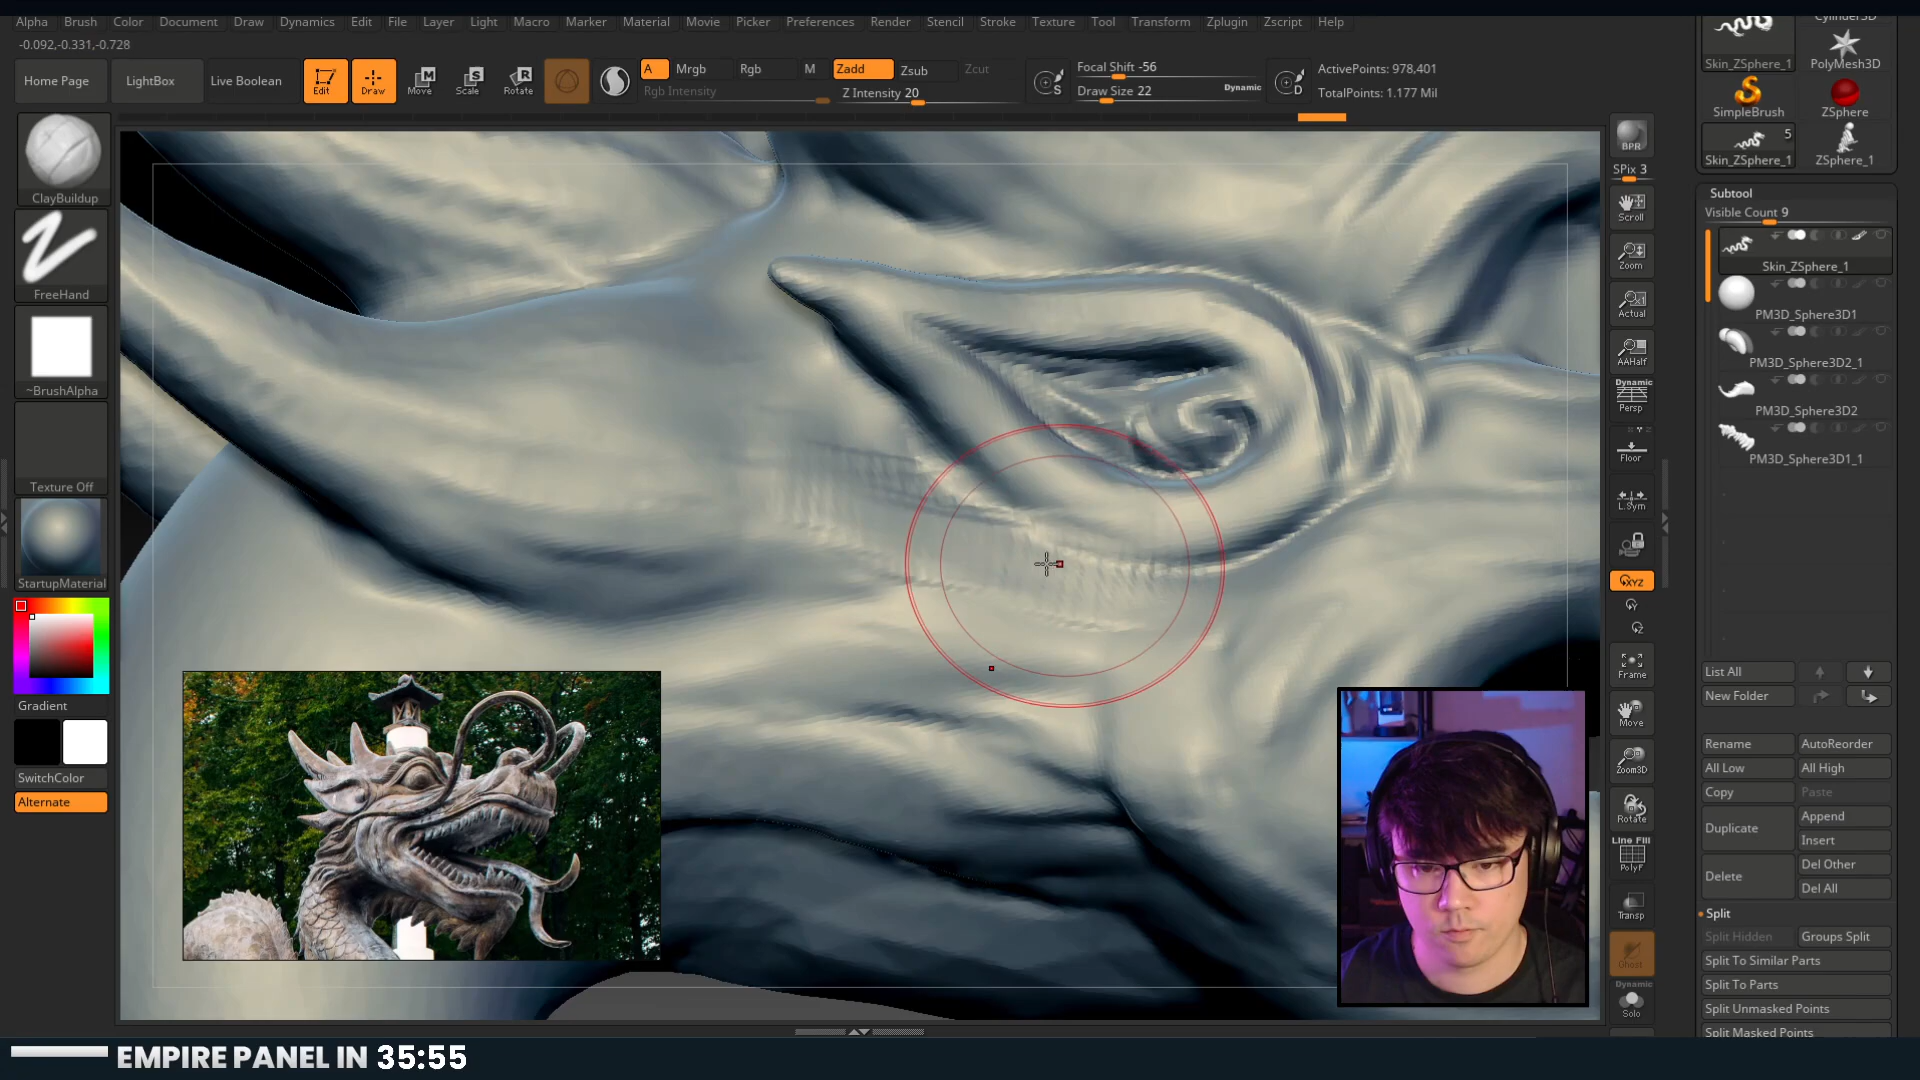 Alpha Brush Color Document Draw Dynamics Edit File Layer Light Macro Marker Material Movie Picker Preferences Render Stencil Stroke Texture Tool Transform Zplugin Zscript Help
-0.092,-0.331,-0.728
Home Page LightBox Live Boolean Edit Draw Move Scale Rotate
A Mrgb Rgb M Zadd Zsub Zcut
Rgb Intensity Z Intensity 20
Focal Shift -56
Draw Size 22 Dynamic
ActivePoints: 978,401
TotalPoints: 1.177 Mil
ClayBuildup
FreeHand
~BrushAlpha
Texture Off
StartupMaterial
Gradient
SwitchColor
Alternate
BPR
SPix 3
Scroll
Zoom
Actual
AAHalf
Dynamic
Persp
Floor
L.Sym
XYZ
Frame
Move
Zoom3D
Rotate
Line Fill
PolyF
Transp
Ghost
Dynamic
Solo
Cylinder3D
Skin_ZSphere_1 PolyMesh3D
SimpleBrush ZSphere
5
Skin_ZSphere_1 ZSphere_1
Subtool
Visible Count 9
Skin_ZSphere_1
PM3D_Sphere3D1
PM3D_Sphere3D2_1
PM3D_Sphere3D2
PM3D_Sphere3D1_1
List All
New Folder
Rename AutoReorder
All Low All High
Copy Paste
Duplicate Append
Insert
Delete Del Other
Del All
Split
Split Hidden Groups Split
Split To Similar Parts
Split To Parts
Split Unmasked Points
Split Masked Points
EMPIRE PANEL IN 35:55